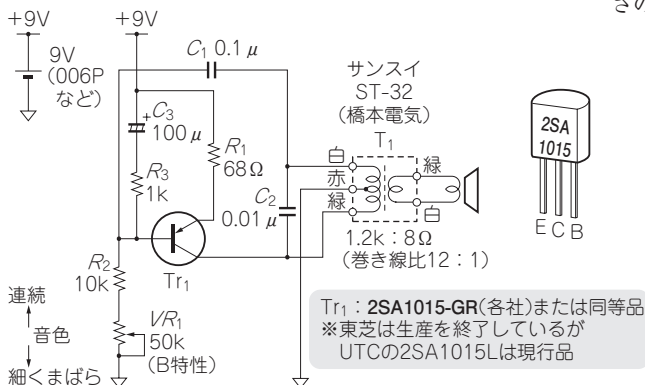 さの
+9V
+9V
9V
(006P
など)
C1 0.1 μ
+C3
100 μ
R1
68Ω
R3
1k
C2
0.01 μ
サンスイ
ST-32
(橋本電気)
T1
白
赤
緑
緑
白
1.2k：8Ω
(巻き線比12：1)
2SA
1015
E C B
Tr1
R2
10k
VR1
50k
(B特性)
連続
音色
細くまばら
Tr1：2SA1015-GR(各社)または同等品
※東芝は生産を終了しているが
UTCの2SA1015Lは現行品